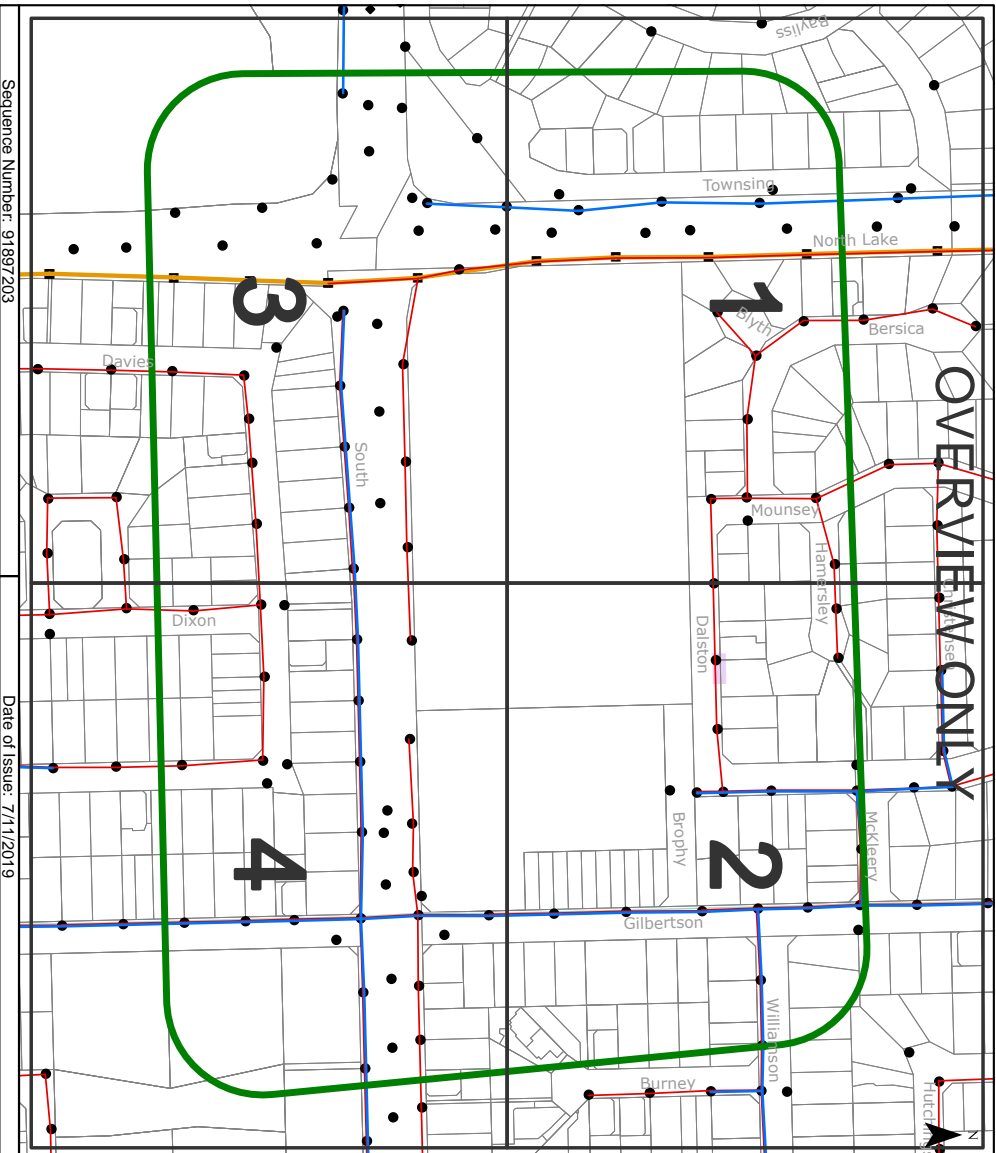 OVERVIEW ONLY
N
Bayliss
Townsing
North Lake
Blyth
Bersica
Mounsey
Hamersley
Dalston
Brophy
McKleery
Gilbertson
Williamson
Burney
Davies
South
Dixon
1
2
3
4
Sequence Number: 91897203
Date of Issue: 7/11/2019